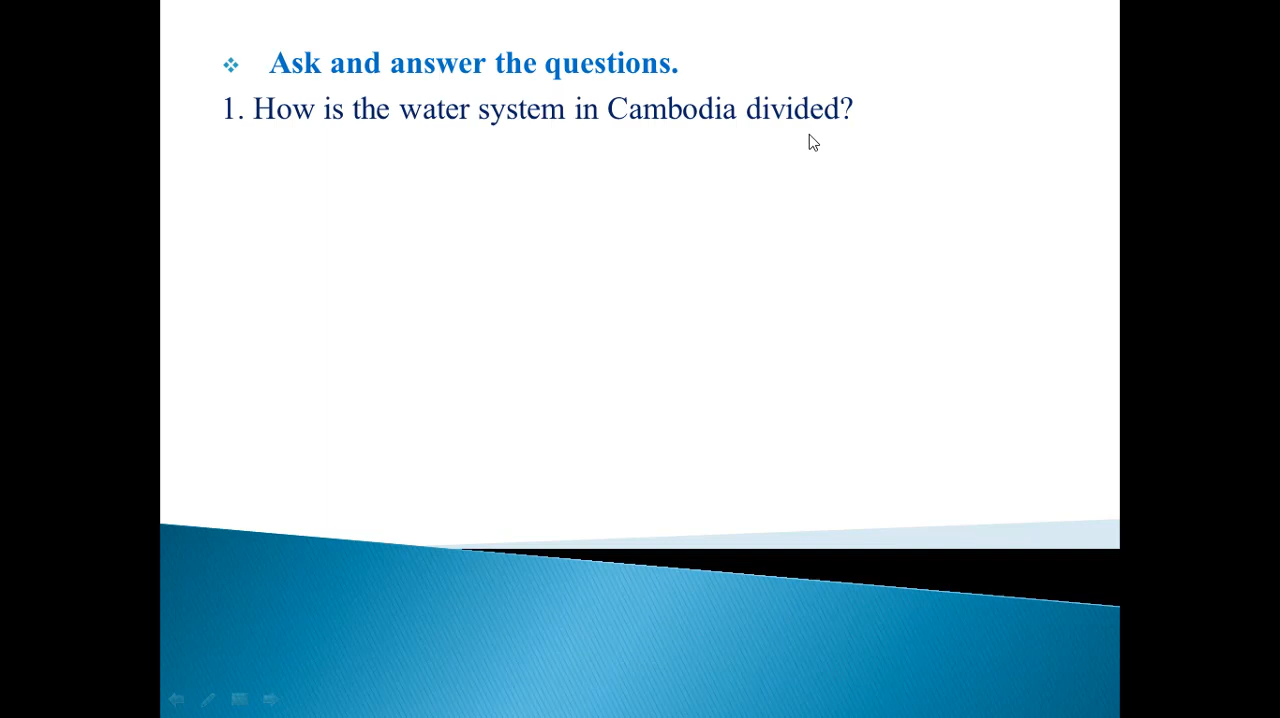 Ask and answer the questions.
1. How is the water system in Cambodia divided?